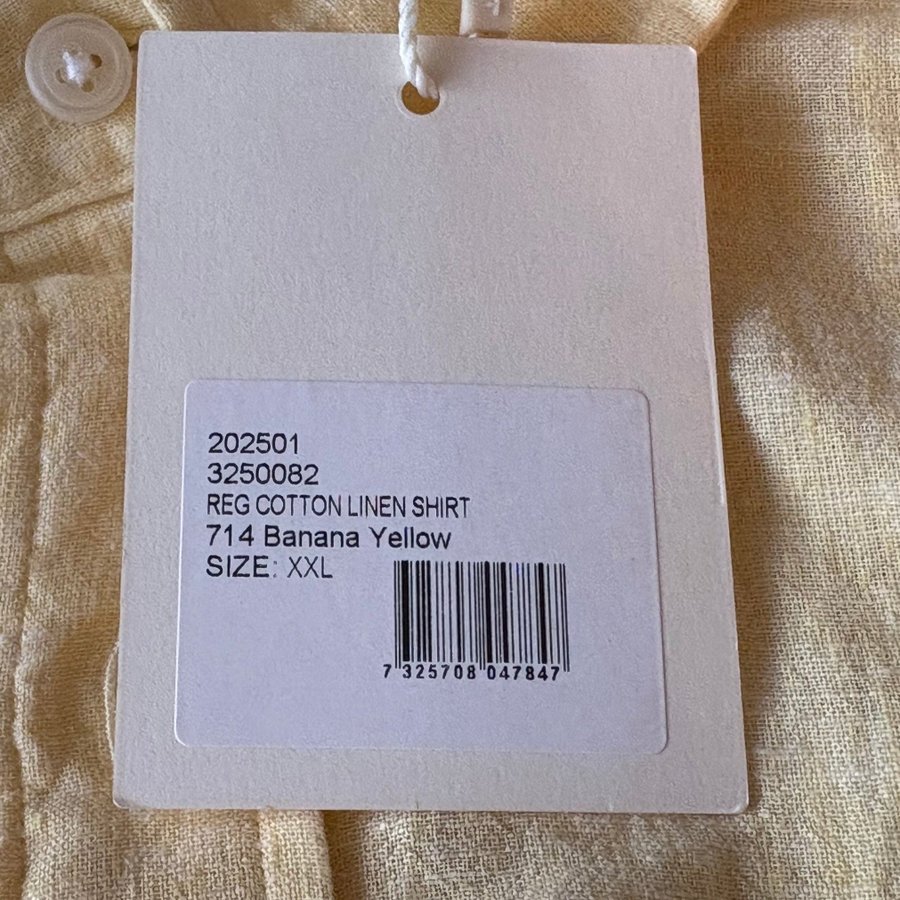 202501
3250082
REG COTTON LINEN SHIRT
714 Banana Yellow
SIZE: XXL
7 325708 047847